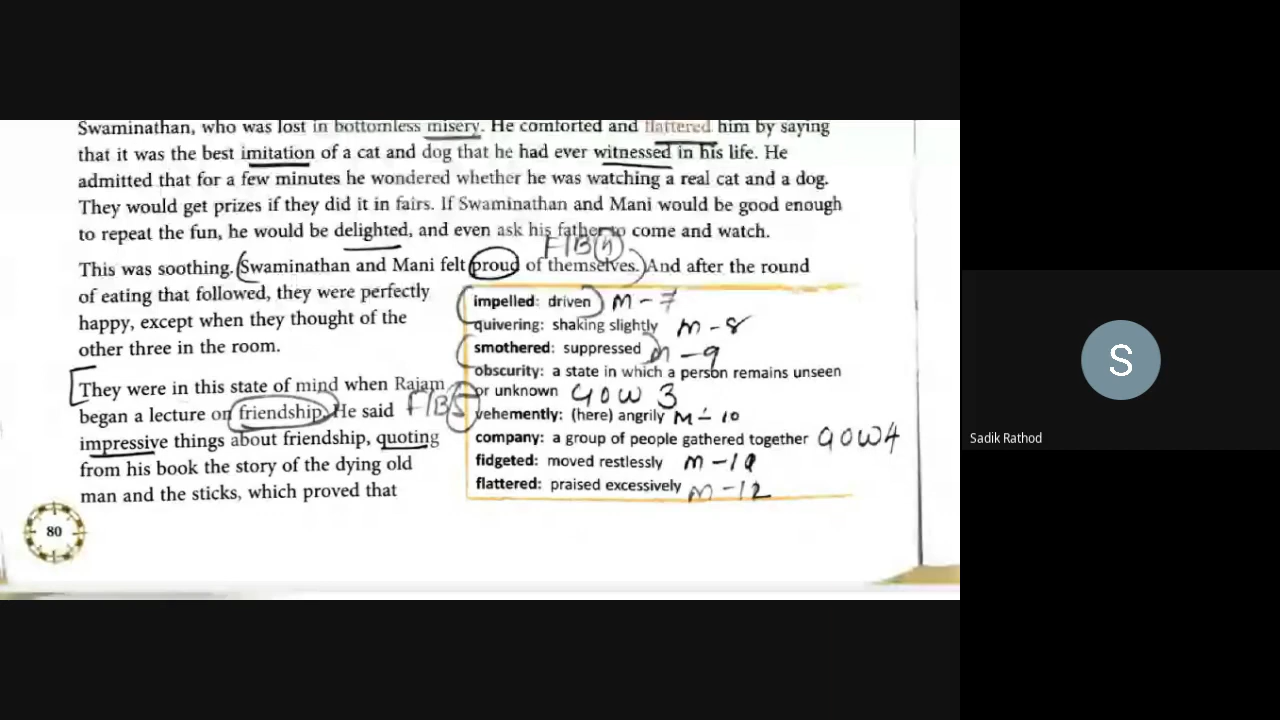 Swaminathan, who was lost in bottomless misery. He comforted and flattered him by saying
that it was the best imitation of a cat and dog that he had ever witnessed in his life. He
admitted that for a few minutes he wondered whether he was watching a real cat and a dog.
They would get prizes if they did it in fairs. If Swaminathan and Mani would be good enough
to repeat the fun, he would be delighted, and even ask his father to come and watch.
FIB 4
This was soothing. (Swaminathan and Mani felt proud of themselves.) And after the round
of eating that followed, they were perfectly
happy, except when they thought of the
other three in the room.
[They were in this state of mind when Rajam
began a lecture on friendship. He said FIB 5
impressive things about friendship, quoting
from his book the story of the dying old
man and the sticks, which proved that
impelled: driven M-7
quivering: shaking slightly M-8
smothered: suppressed M-9
obscurity: a state in which a person remains unseen
or unknown GOW 3
vehemently: (here) angrily M-10
company: a group of people gathered together GOW4
fidgeted: moved restlessly
flattered: praised excessively M-12
80
S
Sadik Rathod